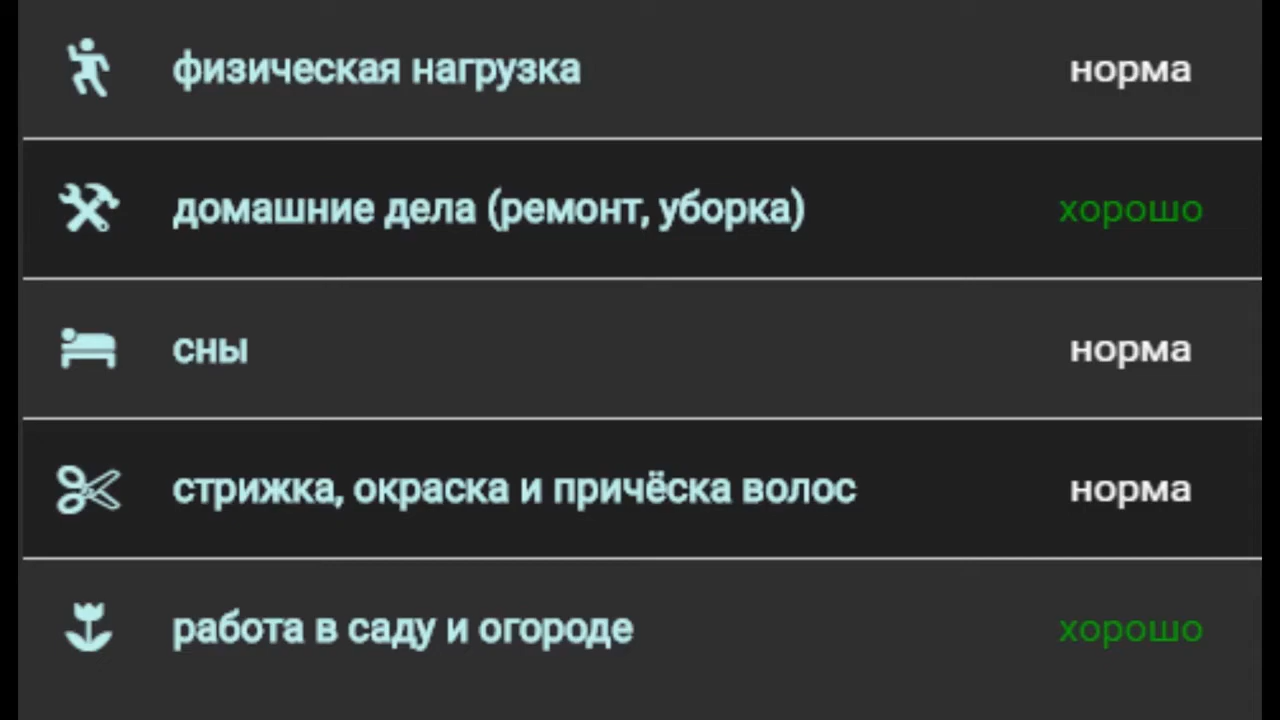 физическая нагрузка норма
домашние дела (ремонт, уборка) хорошо
сны норма
стрижка, окраска и причёска волос норма
работа в саду и огороде хорошо